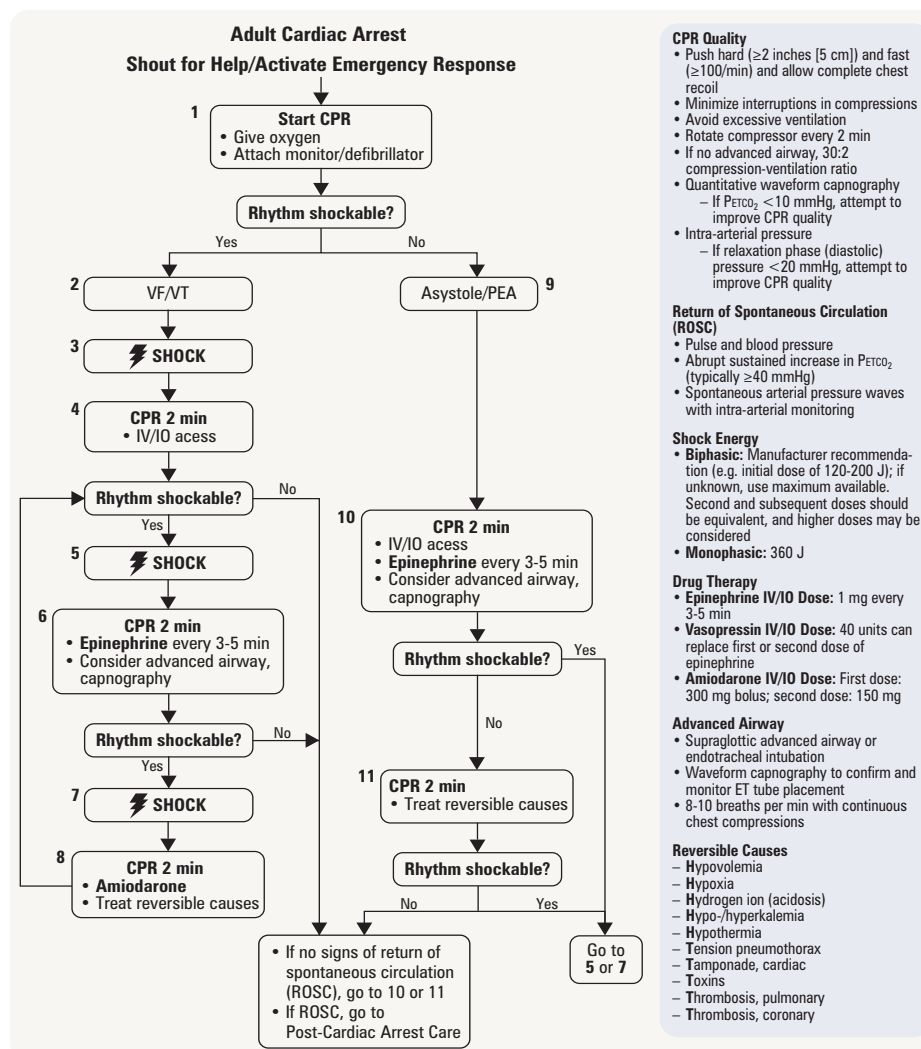 Adult Cardiac Arrest
Shout for Help/Activate Emergency Response
1
Start CPR
• Give oxygen
• Attach monitor/defibrillator
Rhythm shockable?
Yes
No
2
VF/VT
9
Asystole/PEA
3
SHOCK
4
CPR 2 min
• IV/IO acess
Rhythm shockable?
No
Yes
5
SHOCK
6
CPR 2 min
• Epinephrine every 3-5 min
• Consider advanced airway,
capnography
Rhythm shockable?
No
Yes
7
SHOCK
8
CPR 2 min
• Amiodarone
• Treat reversible causes
10
CPR 2 min
• IV/IO acess
• Epinephrine every 3-5 min
• Consider advanced airway,
capnography
Rhythm shockable?
Yes
No
11
CPR 2 min
• Treat reversible causes
Rhythm shockable?
No
Yes
• If no signs of return of
spontaneous circulation
(ROSC), go to 10 or 11
• If ROSC, go to
Post-Cardiac Arrest Care
Go to
5 or 7
CPR Quality
• Push hard (≥2 inches [5 cm]) and fast
(≥100/min) and allow complete chest
recoil
• Minimize interruptions in compressions
• Avoid excessive ventilation
• Rotate compressor every 2 min
• If no advanced airway, 30:2
compression-ventilation ratio
• Quantitative waveform capnography
– If PETCO₂ <10 mmHg, attempt to
improve CPR quality
• Intra-arterial pressure
– If relaxation phase (diastolic)
pressure <20 mmHg, attempt to
improve CPR quality
Return of Spontaneous Circulation
(ROSC)
• Pulse and blood pressure
• Abrupt sustained increase in PETCO₂
(typically ≥40 mmHg)
• Spontaneous arterial pressure waves
with intra-arterial monitoring
Shock Energy
• Biphasic: Manufacturer recommenda-
tion (e.g. initial dose of 120-200 J); if
unknown, use maximum available.
Second and subsequent doses should
be equivalent, and higher doses may be
considered
• Monophasic: 360 J
Drug Therapy
• Epinephrine IV/IO Dose: 1 mg every
3-5 min
• Vasopressin IV/IO Dose: 40 units can
replace first or second dose of
epinephrine
• Amiodarone IV/IO Dose: First dose:
300 mg bolus; second dose: 150 mg
Advanced Airway
• Supraglottic advanced airway or
endotracheal intubation
• Waveform capnography to confirm and
monitor ET tube placement
• 8-10 breaths per min with continuous
chest compressions
Reversible Causes
– Hypovolemia
– Hypoxia
– Hydrogen ion (acidosis)
– Hypo-/hyperkalemia
– Hypothermia
– Tension pneumothorax
– Tamponade, cardiac
– Toxins
– Thrombosis, pulmonary
– Thrombosis, coronary